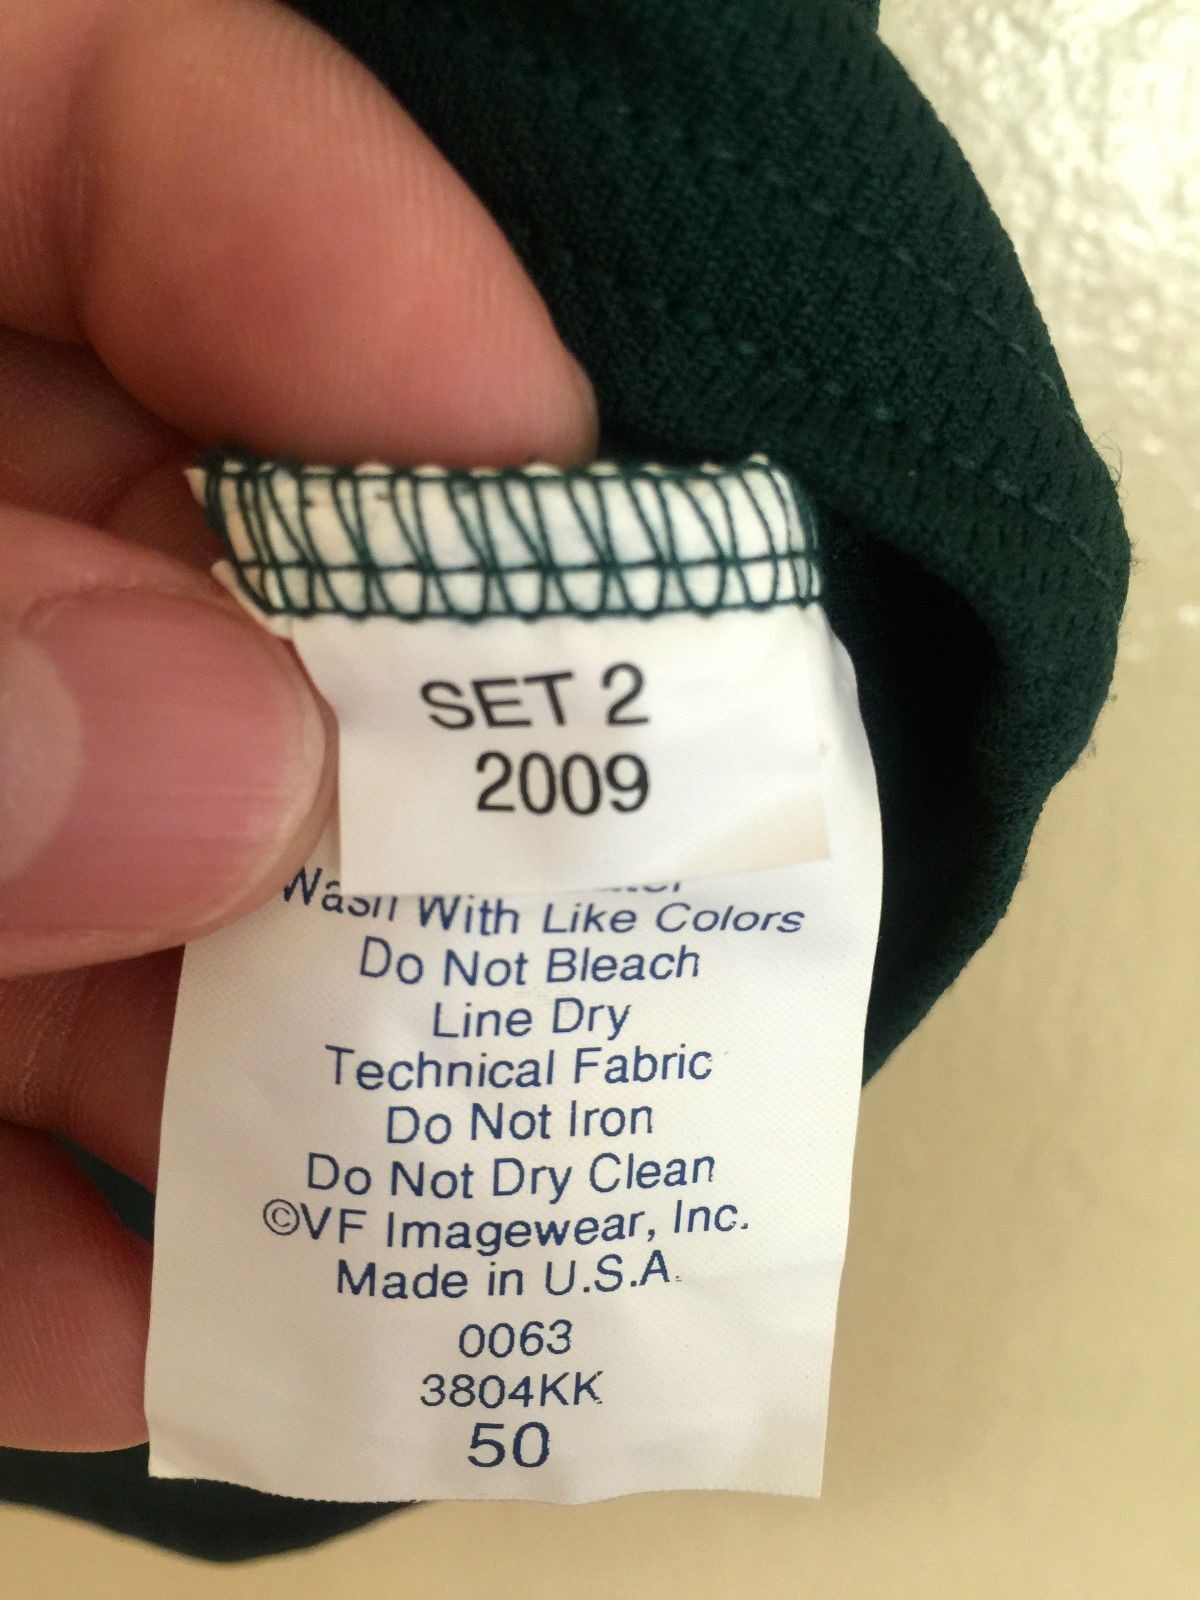 SET 2
2009
Wash With Like Colors
Do Not Bleach
Line Dry
Technical Fabric
Do Not Iron
Do Not Dry Clean
©VF Imagewear, Inc.
Made in U.S.A.
0063
3804KK
50